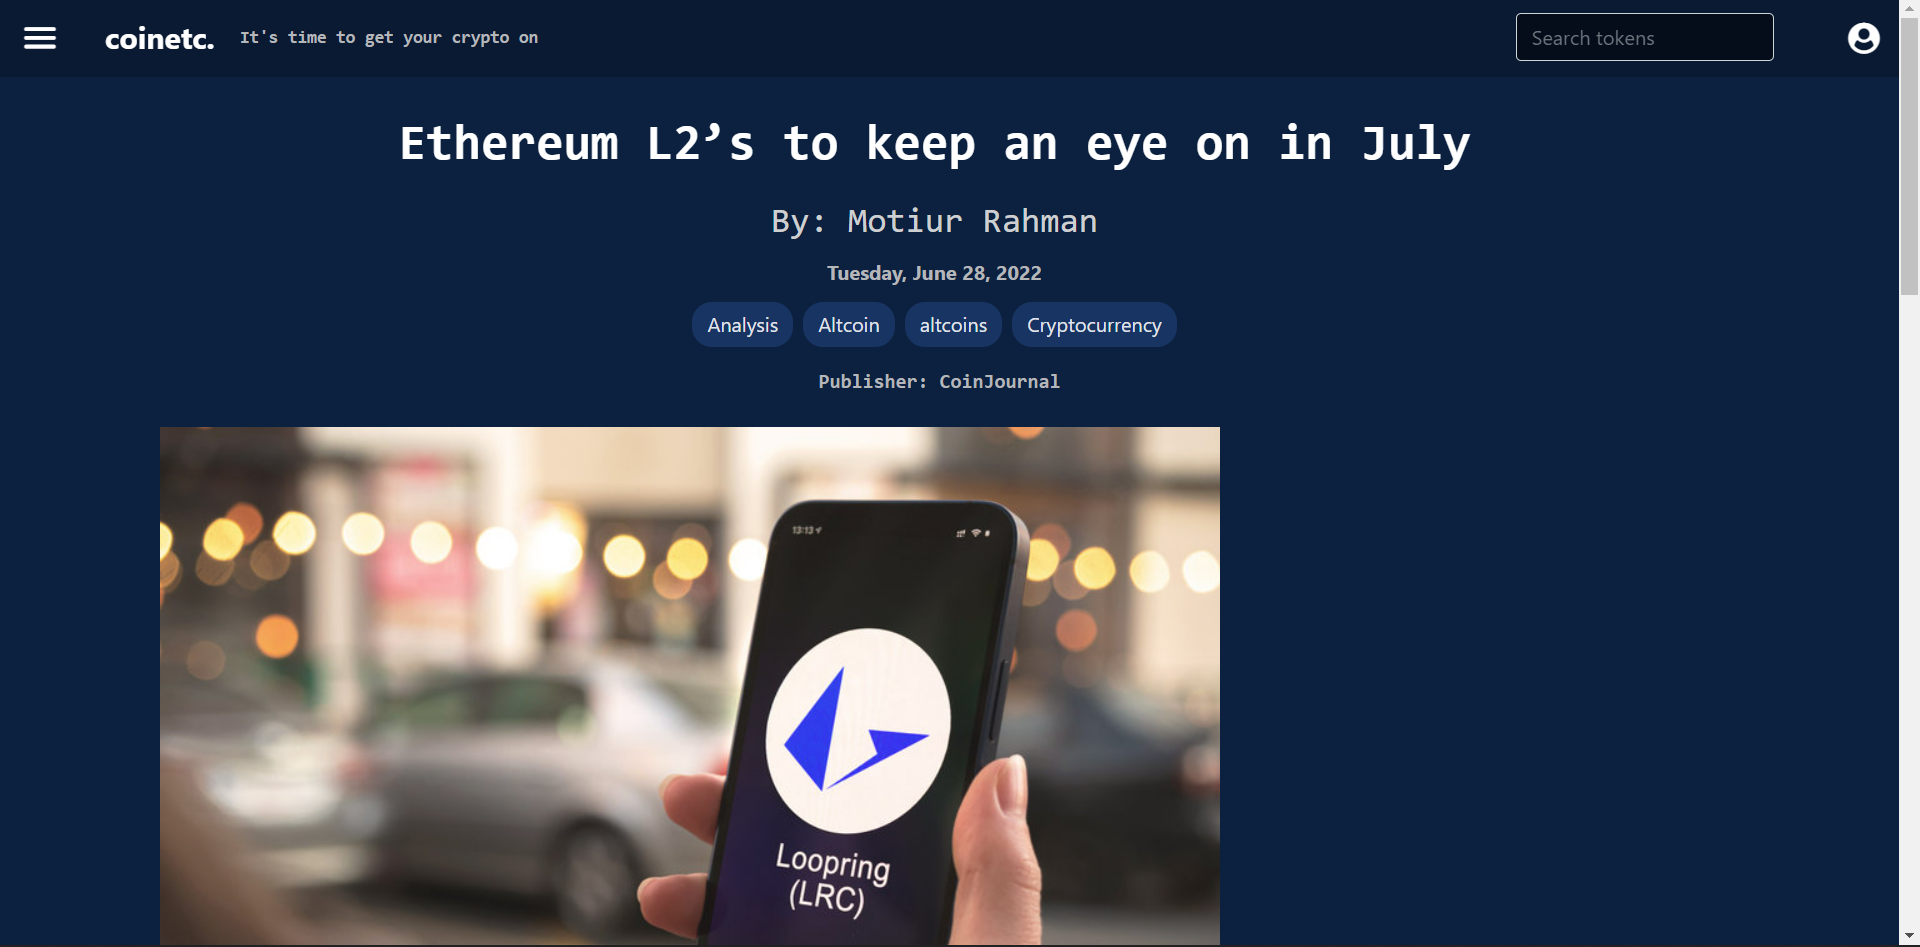 coinetc.
It's time to get your crypto on
Search tokens
Ethereum L2’s to keep an eye on in July
By: Motiur Rahman
Tuesday, June 28, 2022
Analysis
Altcoin
altcoins
Cryptocurrency
Publisher: CoinJournal
13:13
Loopring
(LRC)